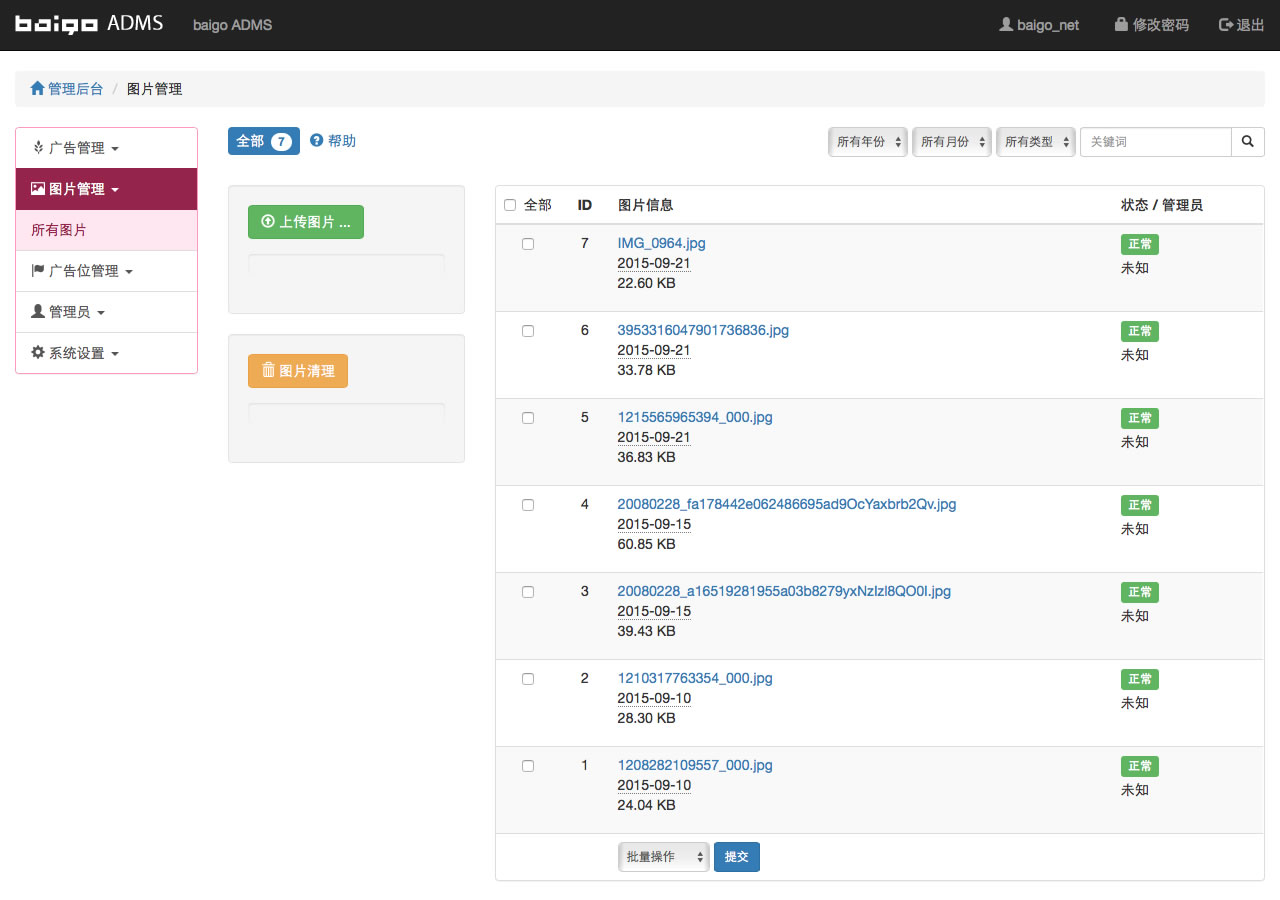 baigo ADMS baigo ADMS baigo_net 修改密码 退出
管理后台 / 图片管理
广告管理
图片管理
所有图片
广告位管理
管理员
系统设置
全部 7 帮助
所有年份 所有月份 所有类型 关键词
上传图片 ...
图片清理
全部 ID 图片信息 状态 / 管理员
7 IMG_0964.jpg 正常
2015-09-21 未知
22.60 KB
6 3953316047901736836.jpg 正常
2015-09-21 未知
33.78 KB
5 1215565965394_000.jpg 正常
2015-09-21 未知
36.83 KB
4 20080228_fa178442e062486695ad9OcYaxbrb2Qv.jpg 正常
2015-09-15 未知
60.85 KB
3 20080228_a16519281955a03b8279yxNzIzl8QO0I.jpg 正常
2015-09-15 未知
39.43 KB
2 1210317763354_000.jpg 正常
2015-09-10 未知
28.30 KB
1 1208282109557_000.jpg 正常
2015-09-10 未知
24.04 KB
批量操作 提交